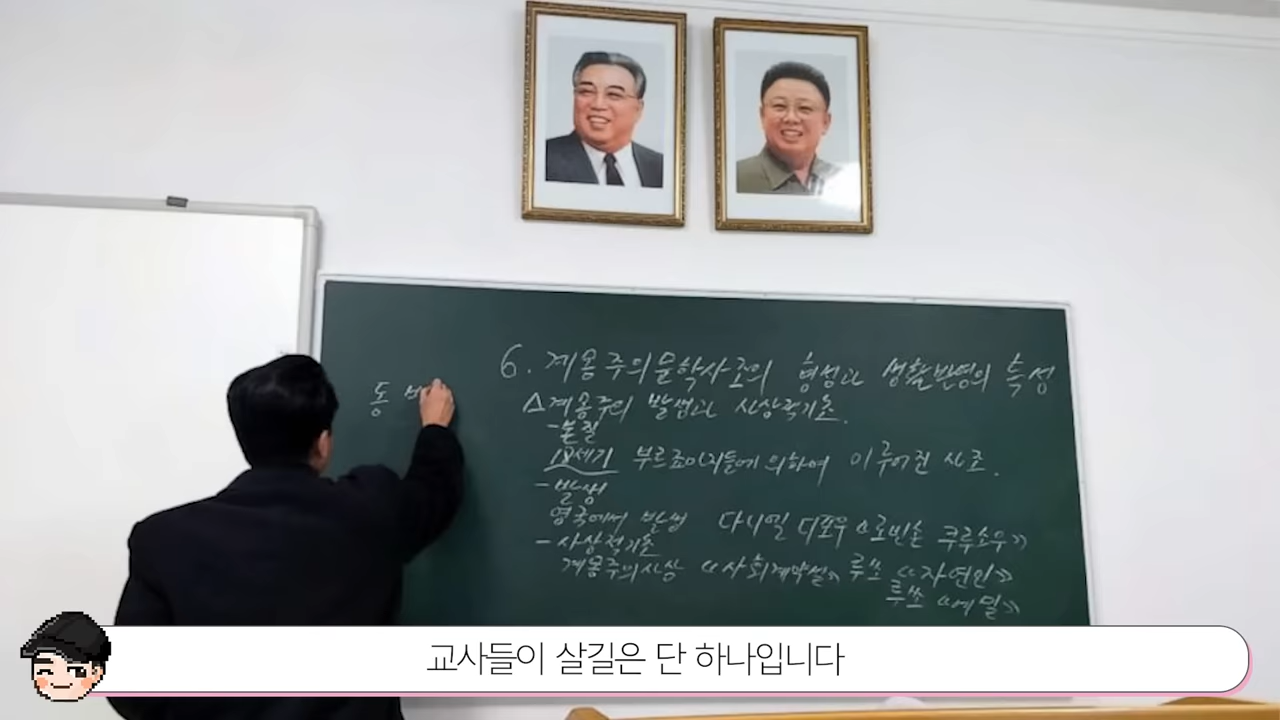 6. 계몽주의문학사조의 형성과 생활반영의 특성
동
△계몽주의 발생과 사상적기초.
-본질
18세기 부르죠아지들에 의하여 이루어진 사조.
-발생
영국에서 발생 다니엘 디포우 《로빈손 쿠루소우》
-사상적기초
계몽주의사상 《사회계약설》 루쏘 《자연인》
루쏘 《에밀》
교사들이 살길은 단 하나입니다